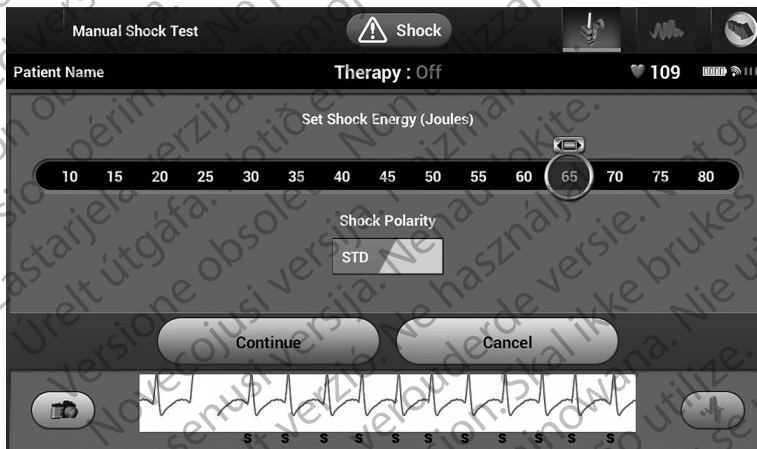 Manual Shock Test
Shock
Patient Name
Therapy : Off
109
Set Shock Energy (Joules)
10 15 20 25 30 35 40 45 50 55 60 65 70 75 80
Shock Polarity
STD
Continue
Cancel
S S S S S S S S S S S